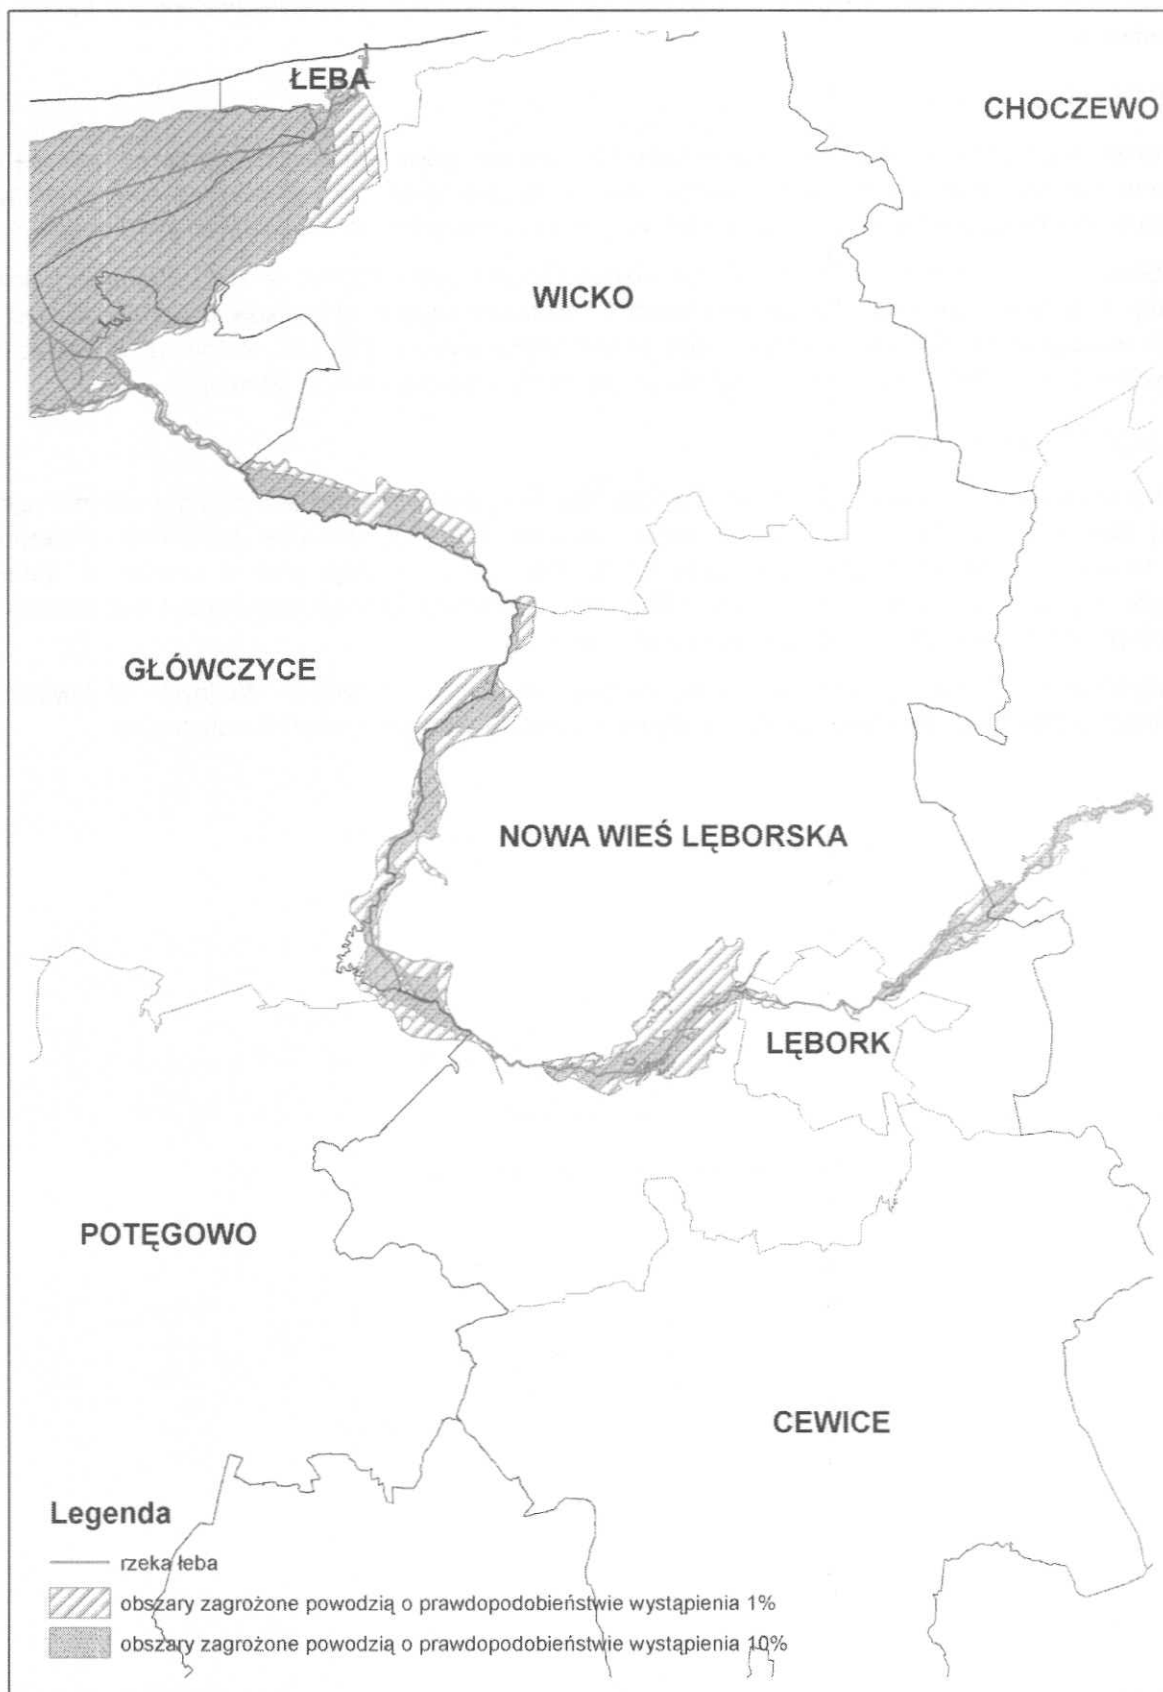 ŁEBA
CHOCZEWO
WICKO
GŁÓWCZYCE
NOWA WIEŚ LĘBORSKA
LĘBORK
POTĘGOWO
CEWICE
Legenda
rzeka łeba
obszary zagrożone powodzią o prawdopodobieństwie wystąpienia 1%
obszary zagrożone powodzią o prawdopodobieństwie wystąpienia 10%